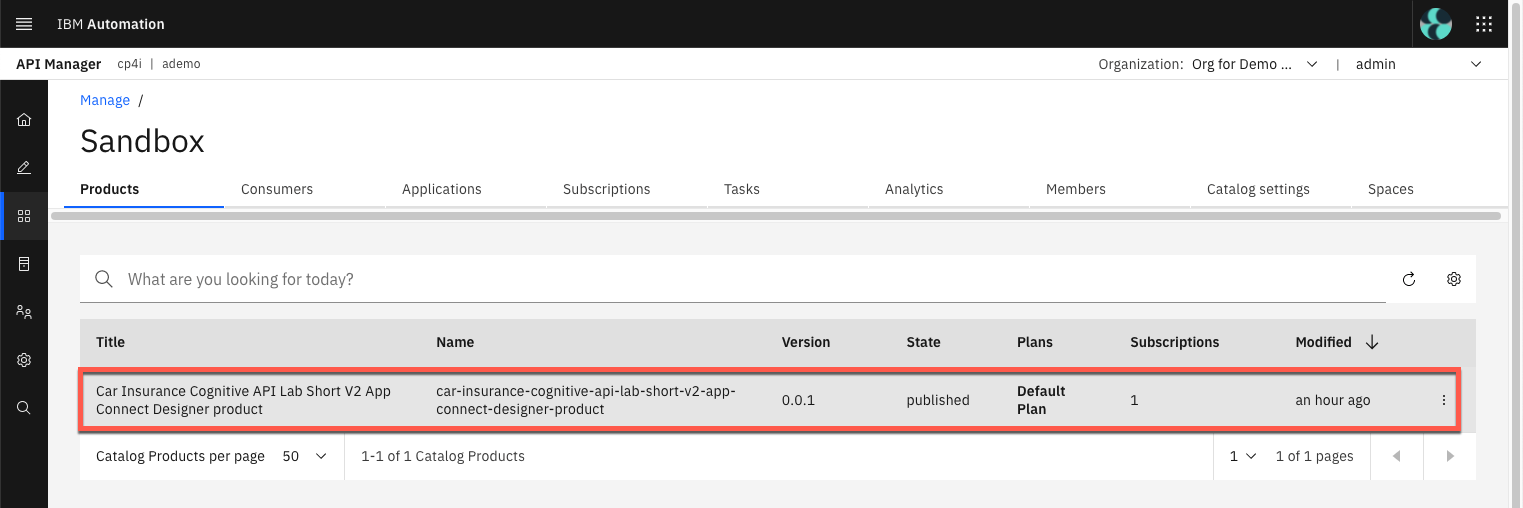 IBM Automation
API Manager cp4i | ademo Organization: Org for Demo ... | admin
Manage /
Sandbox
Products Consumers Applications Subscriptions Tasks Analytics Members Catalog settings Spaces
What are you looking for today?
Title Name Version State Plans Subscriptions Modified
Car Insurance Cognitive API Lab Short V2 App
Connect Designer product
car-insurance-cognitive-api-lab-short-v2-app-
connect-designer-product
0.0.1
published
Default
Plan
1
an hour ago
Catalog Products per page 50 1-1 of 1 Catalog Products 1 1 of 1 pages